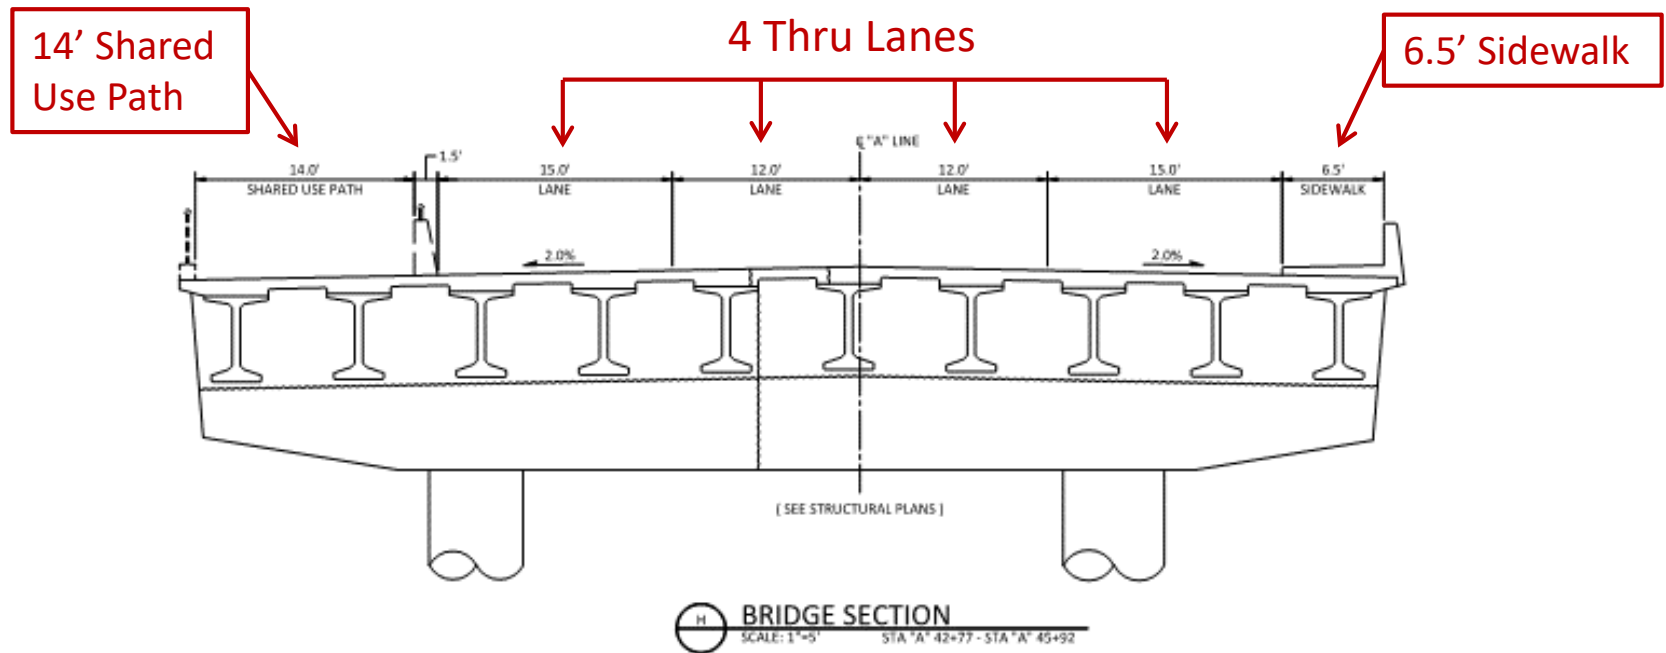 14’ Shared
Use Path
4 Thru Lanes
6.5’ Sidewalk
℄ "A" LINE
1.5'
14.0'
SHARED USE PATH
15.0'
LANE
12.0'
LANE
12.0'
LANE
15.0'
LANE
6.5'
SIDEWALK
2.0%
2.0%
( SEE STRUCTURAL PLANS )
H
BRIDGE SECTION
SCALE: 1"=5' STA "A" 42+77 - STA "A" 45+92